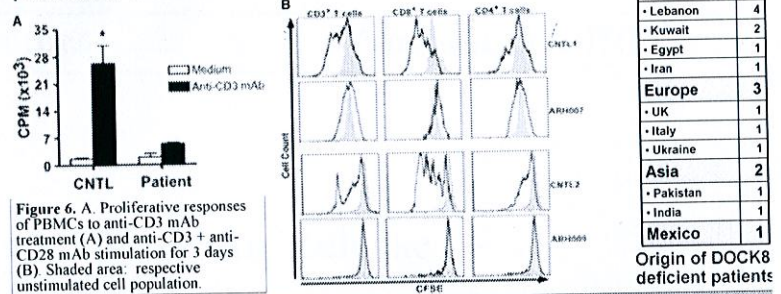 A
35
28
21
14
7
0
CPM (x10³)
*
Medium
Anti-CD3 mAb
CNTL
Patient
Figure 6. A. Proliferative responses
of PBMCs to anti-CD3 mAb
treatment (A) and anti-CD3 + anti-
CD28 mAb stimulation for 3 days
(B). Shaded area: respective
unstimulated cell population.
B
CD3⁺ T cells
CD8⁺ T cells
CD4⁺ T cells
Cell Count
CNTL1
ARH007
CNTL2
CFSE
• Lebanon 4
• Kuwait 2
• Egypt 1
• Iran 1
Europe 3
• UK 1
• Italy 1
• Ukraine 1
Asia 2
• Pakistan 1
• India 1
Mexico 1
Origin of DOCK8
deficient patients